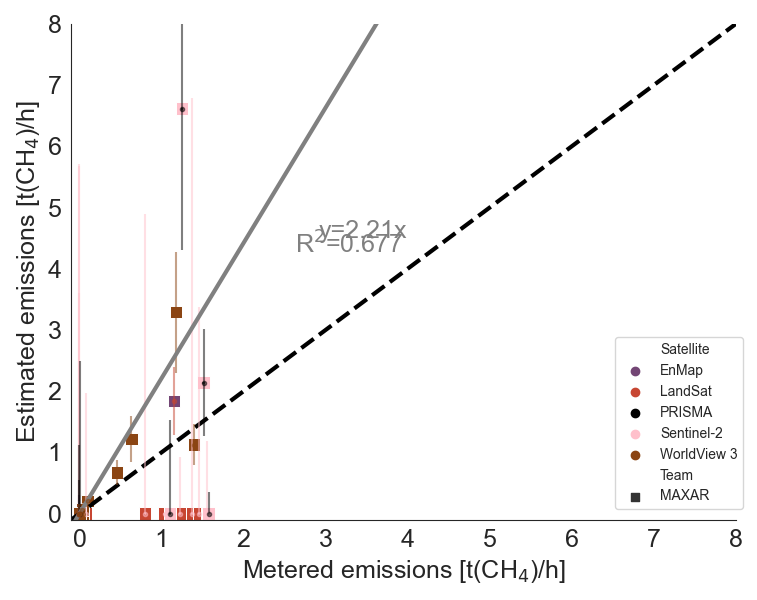 8
7
6
5
4
3
2
1
0
Estimated emissions [t(CH₄)/h]
y=2.21x
R²=0.677
Satellite
EnMap
LandSat
PRISMA
Sentinel-2
WorldView 3
Team
MAXAR
0 1 2 3 4 5 6 7 8
Metered emissions [t(CH₄)/h]